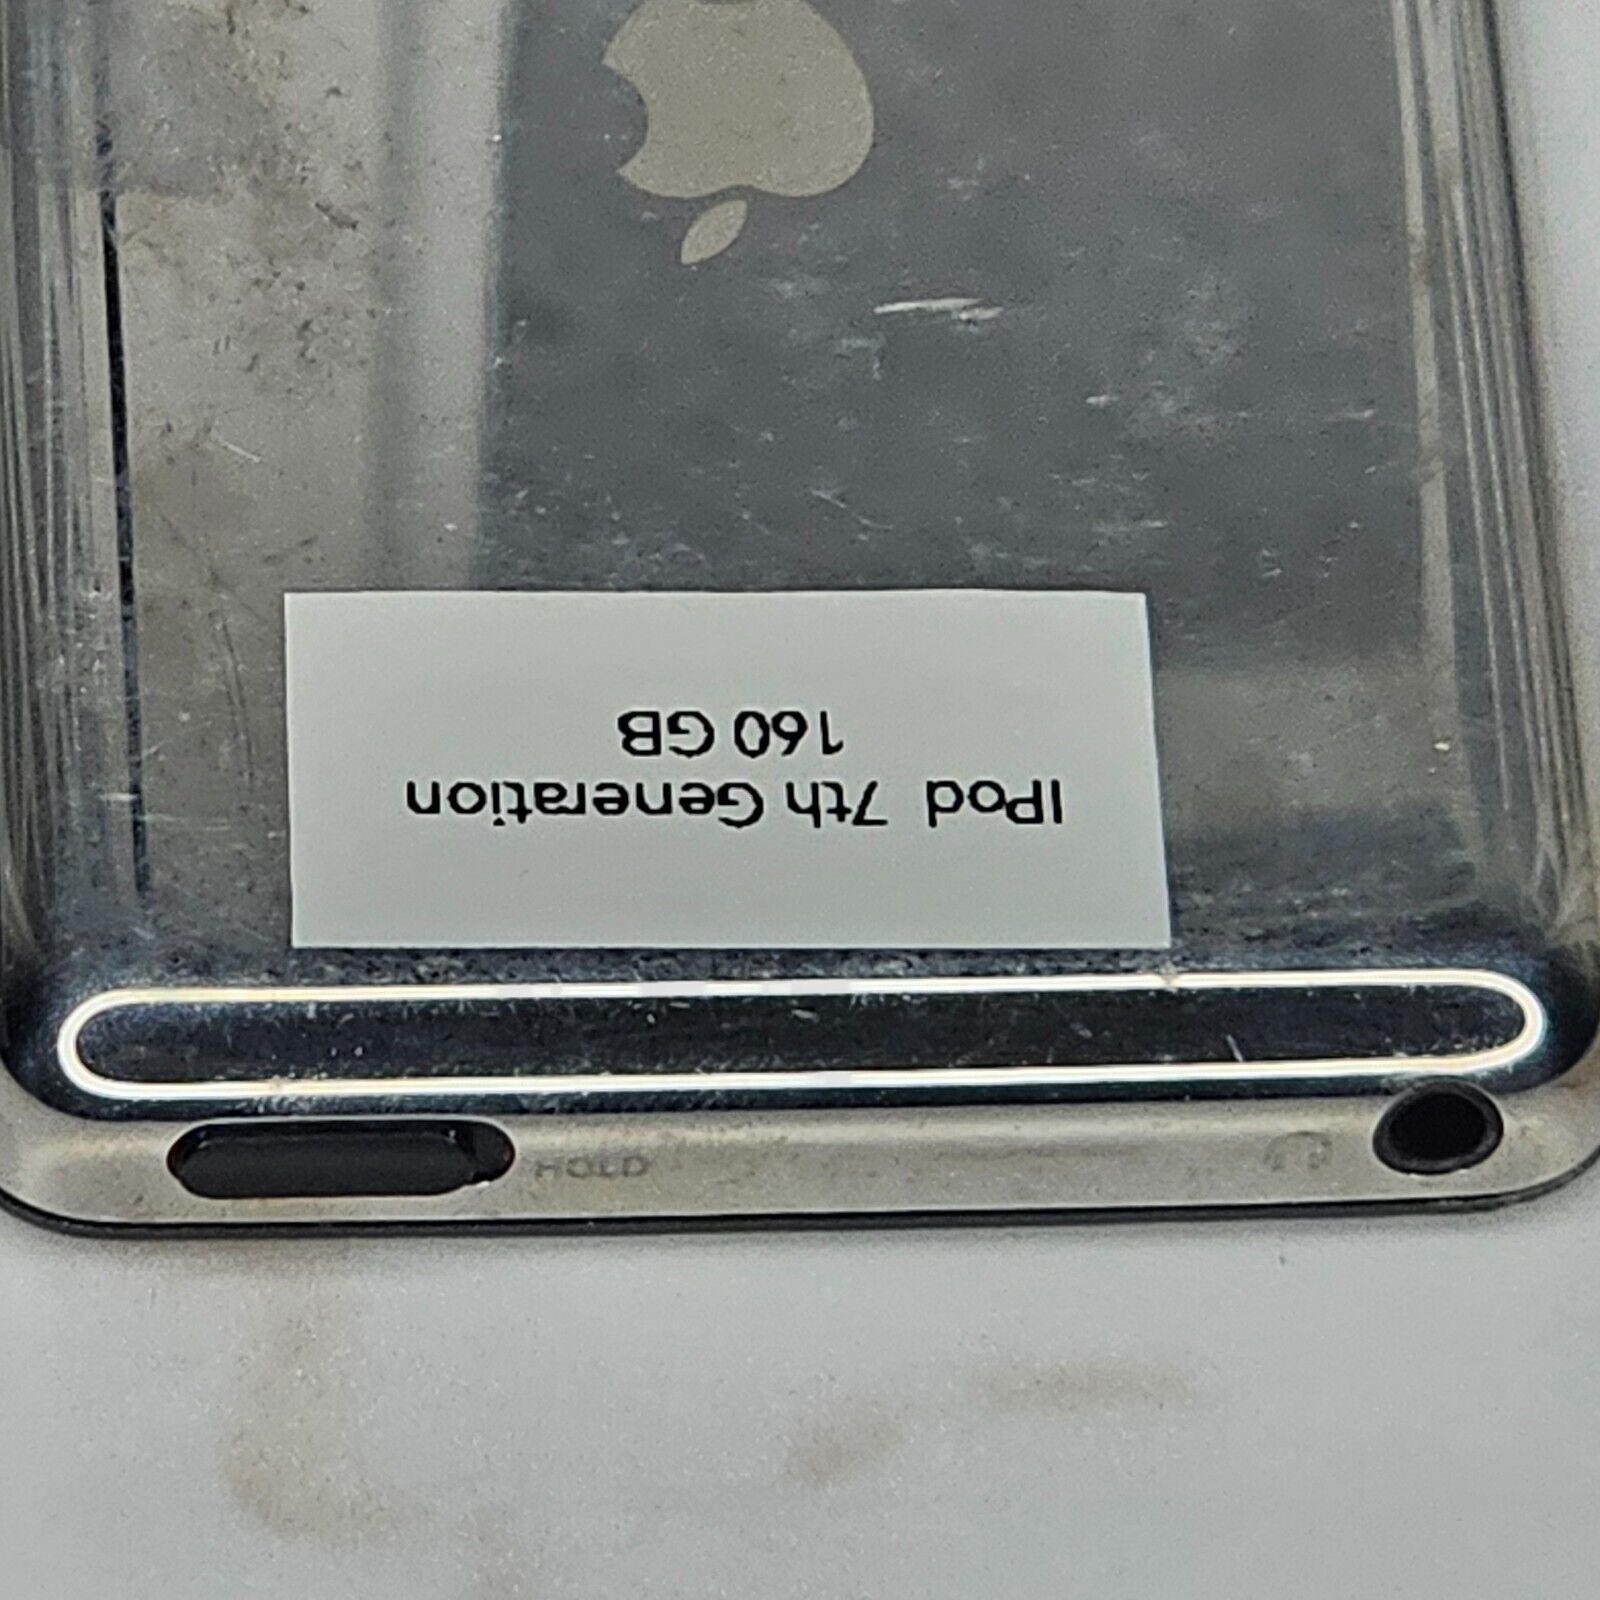 IPod 7th Generation
160 GB
HOLD